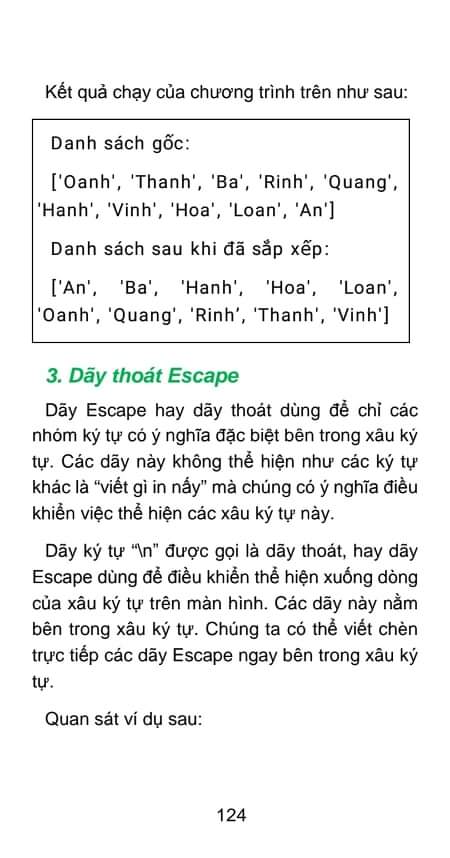 Kết quả chạy của chương trình trên như sau:
Danh sách gốc:
['Oanh', 'Thanh', 'Ba', 'Rinh', 'Quang',
'Hanh', 'Vinh', 'Hoa', 'Loan', 'An']
Danh sách sau khi đã sắp xếp:
['An', 'Ba', 'Hanh', 'Hoa', 'Loan',
'Oanh', 'Quang', 'Rinh’, 'Thanh', 'Vinh']
3. Dãy thoát Escape
Dãy Escape hay dãy thoát dùng để chỉ các
nhóm ký tự có ý nghĩa đặc biệt bên trong xâu ký
tự. Các dãy này không thể hiện như các ký tự
khác là “viết gì in nấy” mà chúng có ý nghĩa điều
khiển việc thể hiện các xâu ký tự này.
Dãy ký tự “\n” được gọi là dãy thoát, hay dãy
Escape dùng để điều khiển thể hiện xuống dòng
của xâu ký tự trên màn hình. Các dãy này nằm
bên trong xâu ký tự. Chúng ta có thể viết chèn
trực tiếp các dãy Escape ngay bên trong xâu ký
tự.
Quan sát ví dụ sau:
124